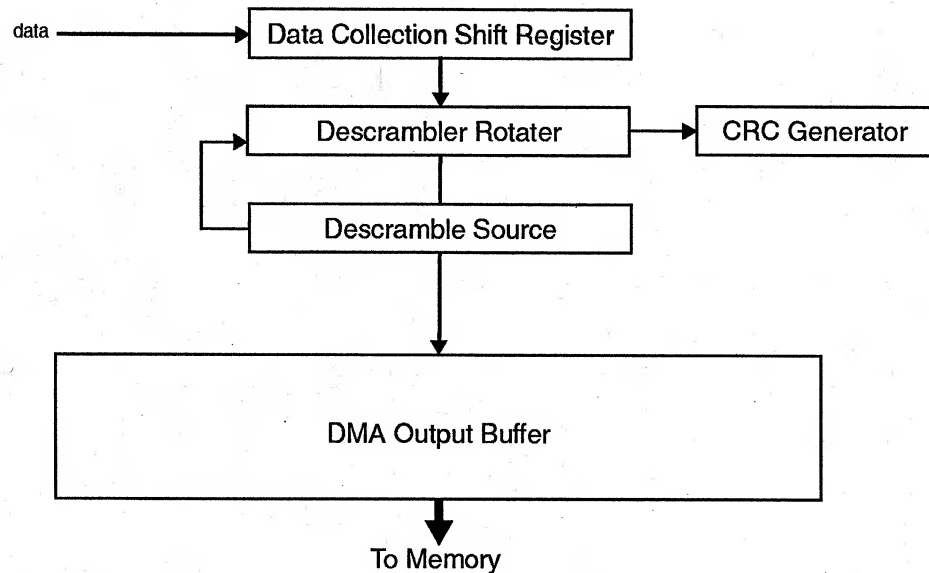 data
Data Collection Shift Register
Descrambler Rotater
CRC Generator
Descramble Source
DMA Output Buffer
To Memory